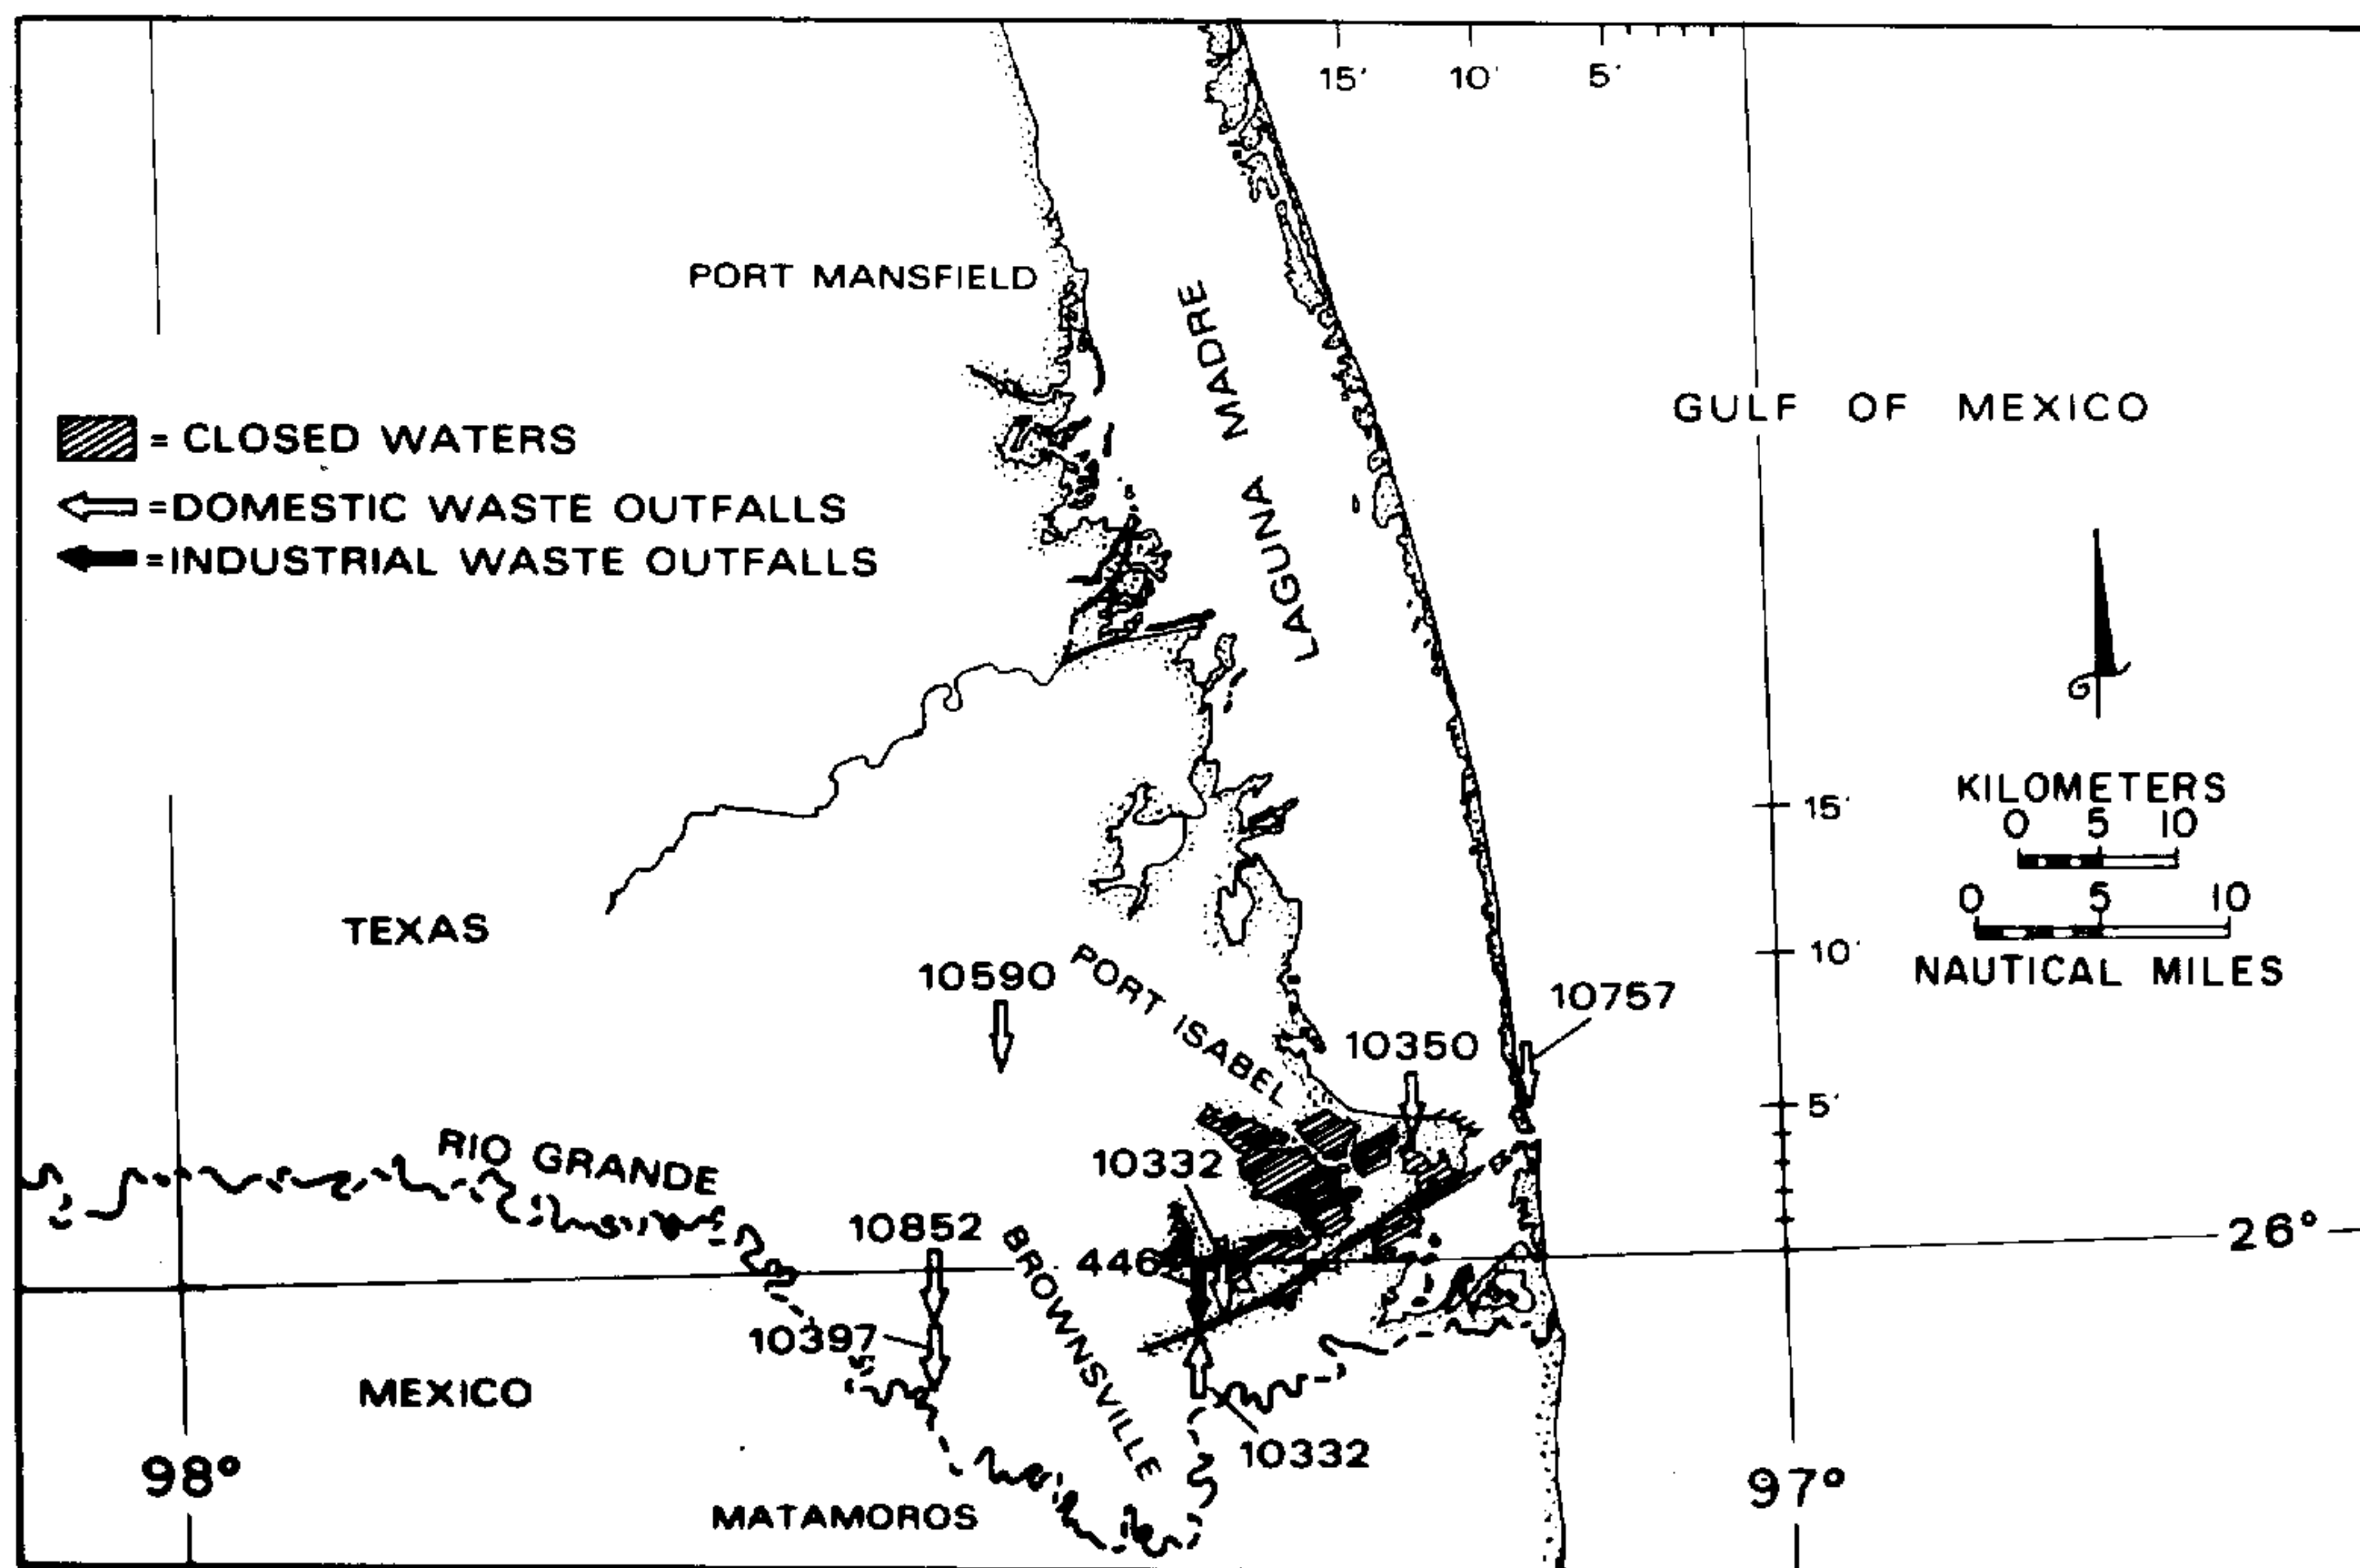 15'
10'
5'
PORT MANSFIELD
LAGUNA MADRE
GULF OF MEXICO
= CLOSED WATERS
=DOMESTIC WASTE OUTFALLS
=INDUSTRIAL WASTE OUTFALLS
KILOMETERS
0 5 10
0 5 10
NAUTICAL MILES
15'
10'
5'
TEXAS
10590
PORT ISABEL
10757
10350
RIO GRANDE
10332
10852
BROWNSVILLE
446
26°
10397
MEXICO
10332
98°
97°
MATAMOROS